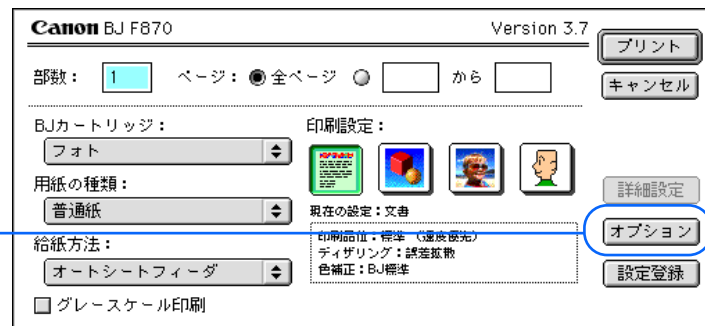 Canon BJ F870 Version 3.7
プリント
部数： 1 ページ： 全ページ から
キャンセル
BJカートリッジ： 印刷設定：
フォト
用紙の種類：
詳細設定
普通紙 現在の設定：文書
オプション
給紙方法： 印刷品位：標準 （速度優先）
ディザリング：誤差拡散
オートシートフィーダ 色補正：BJ標準 設定登録
グレースケール印刷